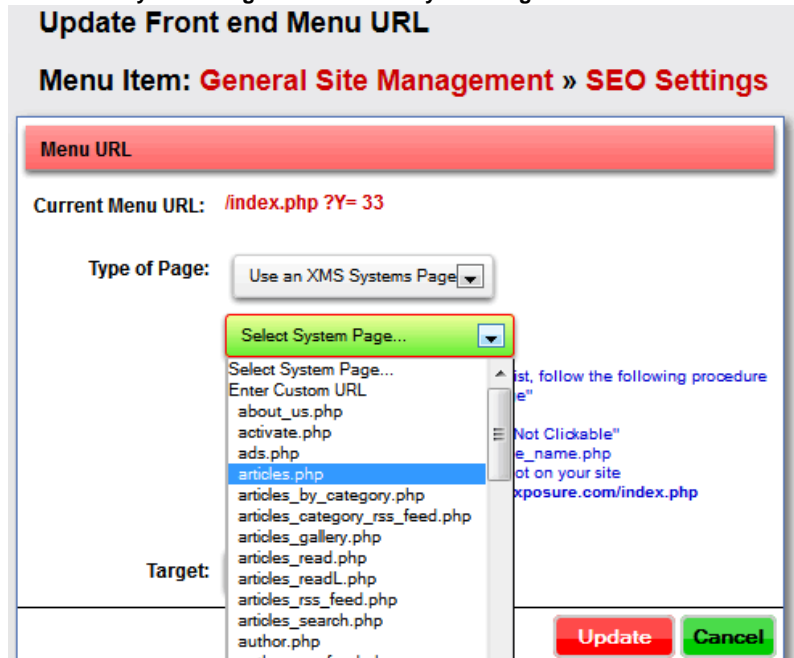 Update Front end Menu URL
Menu Item: General Site Management » SEO Settings
Menu URL
Current Menu URL: /index.php ?Y= 33
Type of Page: Use an XMS Systems Page
Select System Page...
Select System Page...
ist, follow the following procedure
Enter Custom URL
e"
about_us.php
activate.php
Not Clickable"
ads.php
e_name.php
articles.php
ot on your site
articles_by_category.php
xposure.com/index.php
articles_category_rss_feed.php
articles_gallery.php
articles_read.php
Target:
articles_readL.php
articles_rss_feed.php
articles_search.php
author.php
Update Cancel